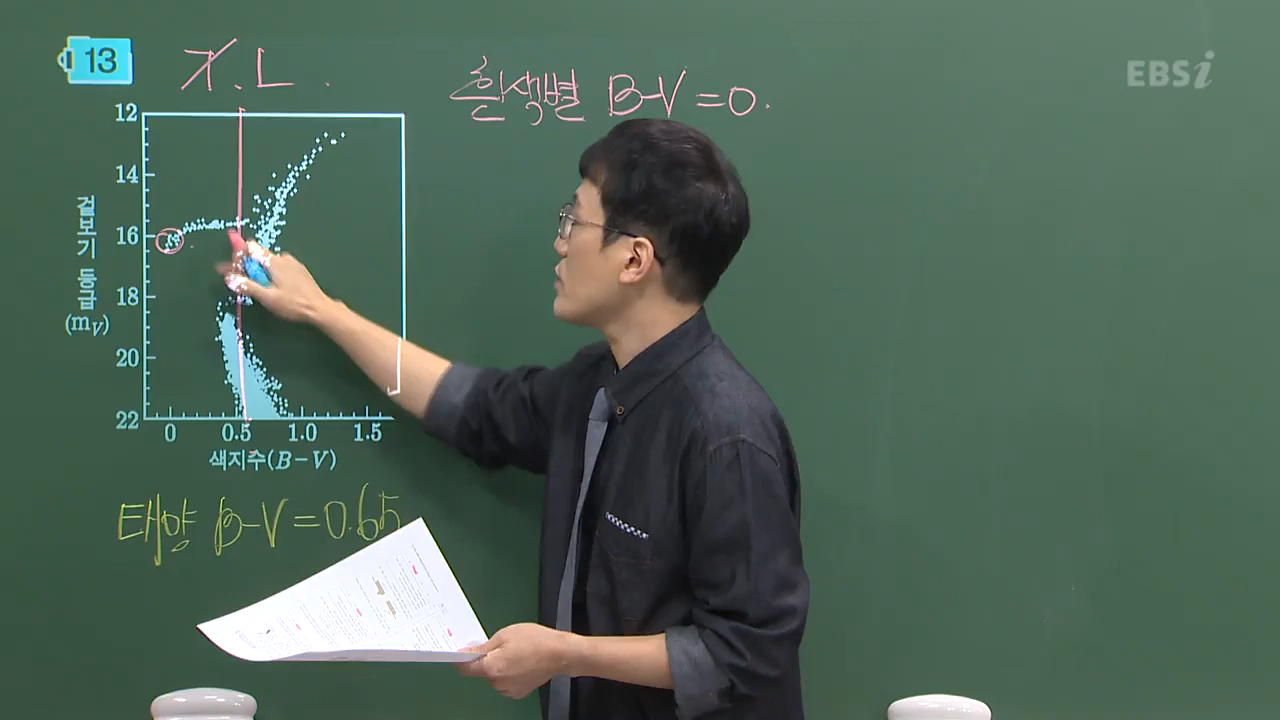 13
ㄱ. ㄴ.
흰색별 B-V=0.
EBSi
12
14
16
18
20
22
겉보기 등급
(mV)
0 0.5 1.0 1.5
색지수(B-V)
태양 B-V=0.65